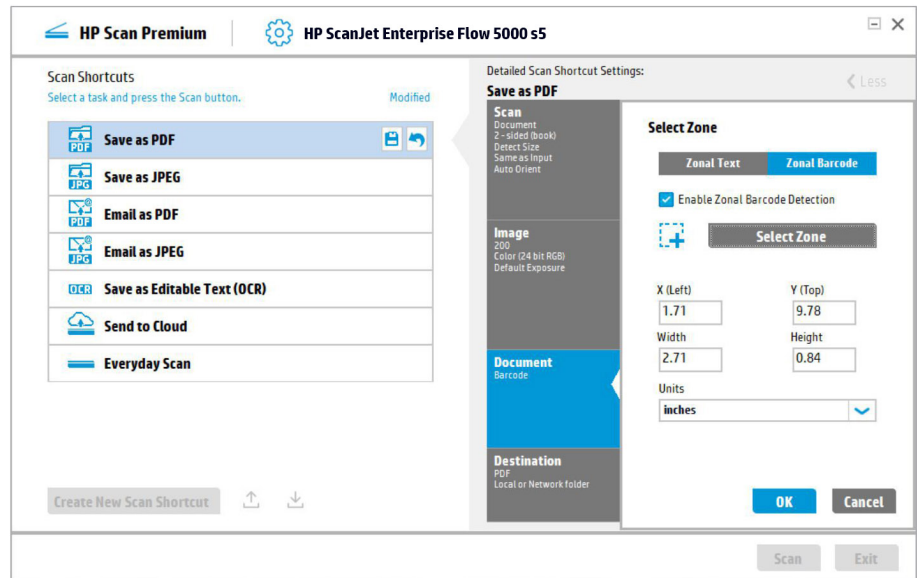 HP Scan Premium
HP ScanJet Enterprise Flow 5000 s5
Scan Shortcuts
Select a task and press the Scan button.
Modified
PDF
Save as PDF
JPG
Save as JPEG
PDF
Email as PDF
JPG
Email as JPEG
OCR
Save as Editable Text (OCR)
Send to Cloud
Everyday Scan
Create New Scan Shortcut
Detailed Scan Shortcut Settings:
Save as PDF
Less
Scan
Document
2 - sided (book)
Detect Size
Same as Input
Auto Orient
Image
200
Color (24 bit RGB)
Default Exposure
Document
Barcode
Destination
PDF
Local or Network folder
Select Zone
Zonal Text
Zonal Barcode
Enable Zonal Barcode Detection
Select Zone
X (Left)
Y (Top)
1.71
9.78
Width
Height
2.71
0.84
Units
inches
OK
Cancel
Scan
Exit